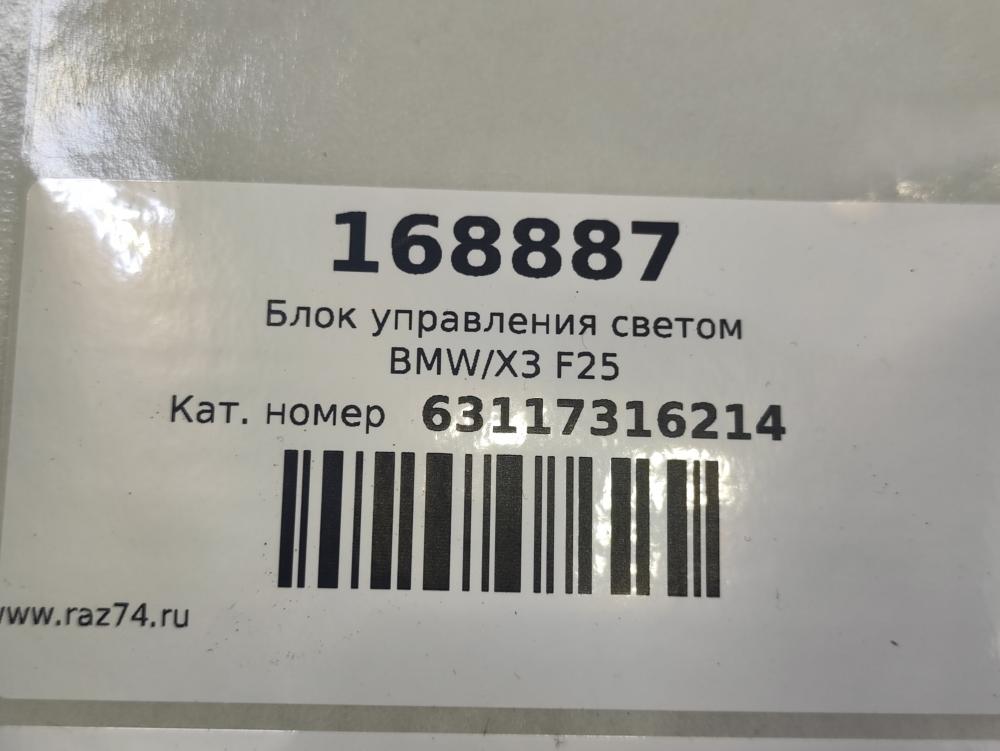 168887
Блок управления светом
BMW/X3 F25
Кат. номер 63117316214
www.raz74.ru